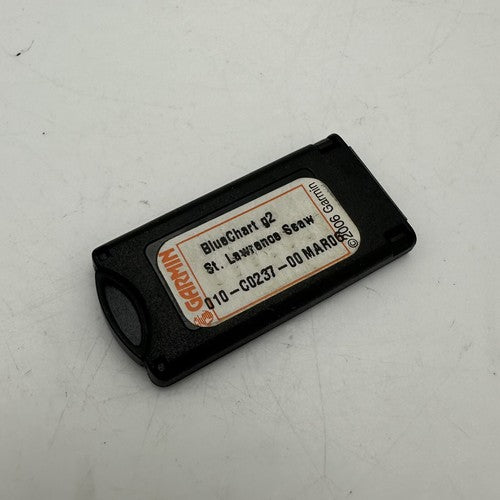 BlueChart g2
St. Lawrence Seaw
010-C0237-00 MAR06
GARMIN
©2006 Garmin